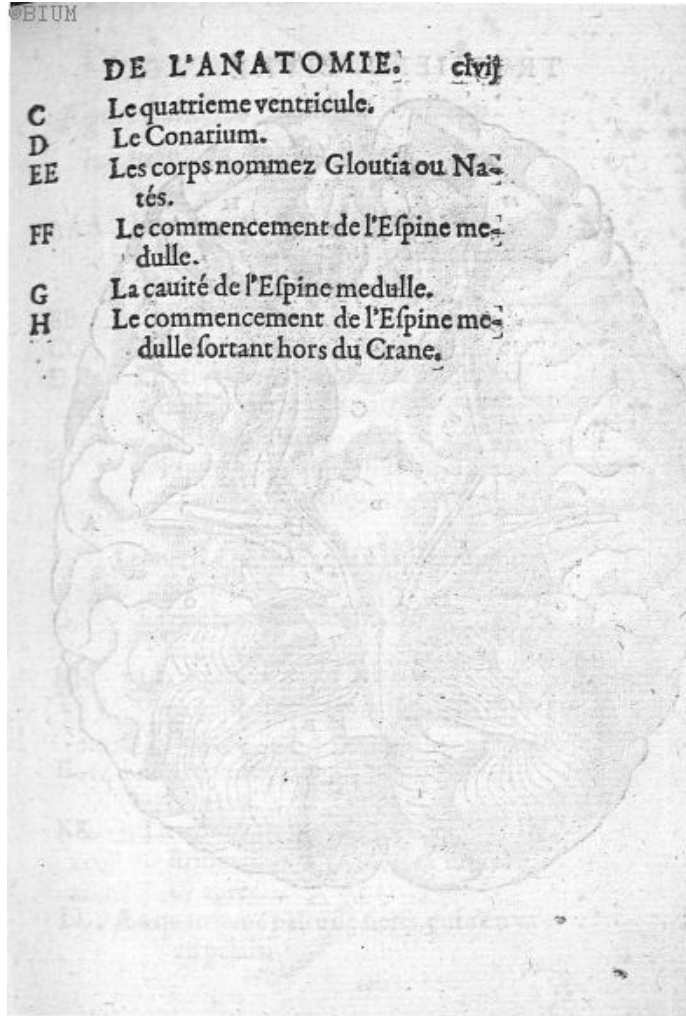 ©BIUM
DE L'ANATOMIE. clvij
C Le quatrieme ventricule.
D Le Conarium.
EE Les corps nommez Gloutia ou Na-
tés.
FF Le commencement de l'Eſpine me-
dulle.
G La cauité de l'Eſpine medulle.
H Le commencement de l'Eſpine me-
dulle ſortant hors du Crane.